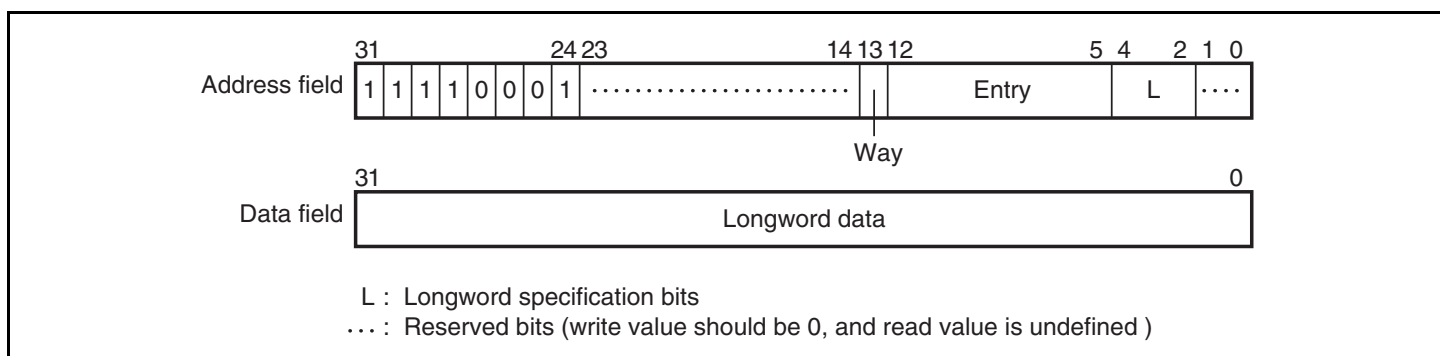 31 24 23 14 13 12 5 4 2 1 0
Address field 1 1 1 1 0 0 0 1 ........................ Entry L ....
Way
31 0
Data field Longword data
L : Longword specification bits
... : Reserved bits (write value should be 0, and read value is undefined )